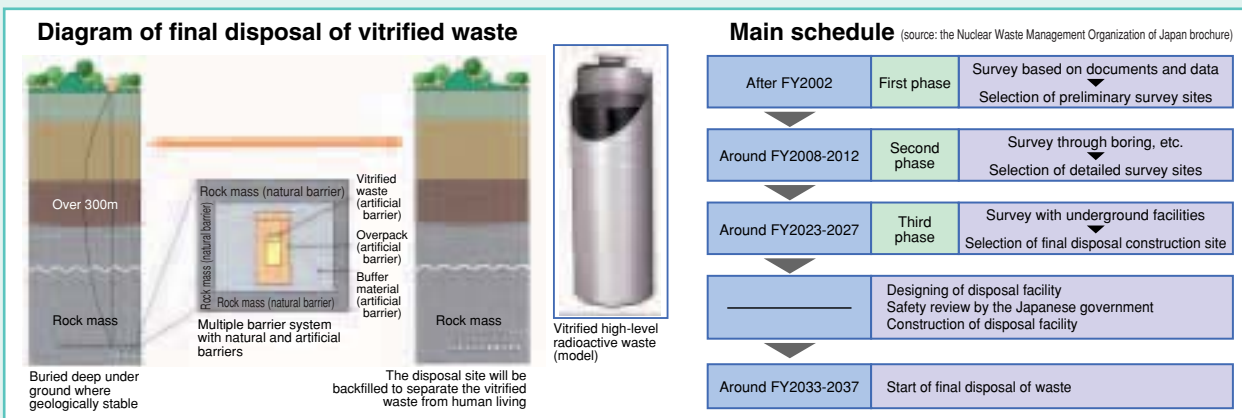 Diagram of final disposal of vitrified waste
Over 300m
Rock mass
Buried deep under
ground where
geologically stable
Rock mass (natural barrier)
Rock mass (natural barrier)
Rock mass (natural barrier)
Rock mass (natural barrier)
Vitrified
waste
(artificial
barrier)
Overpack
(artificial
barrier)
Buffer
material
(artificial
barrier)
Multiple barrier system
with natural and artificial
barriers
Rock mass
The disposal site will be
backfilled to separate the vitrified
waste from human living
Vitrified high-level
radioactive waste
(model)
Main schedule (source: the Nuclear Waste Management Organization of Japan brochure)
After FY2002
First phase
Survey based on documents and data
Selection of preliminary survey sites
Around FY2008-2012
Second
phase
Survey through boring, etc.
Selection of detailed survey sites
Around FY2023-2027
Third
phase
Survey with underground facilities
Selection of final disposal construction site
Designing of disposal facility
Safety review by the Japanese government
Construction of disposal facility
Around FY2033-2037
Start of final disposal of waste